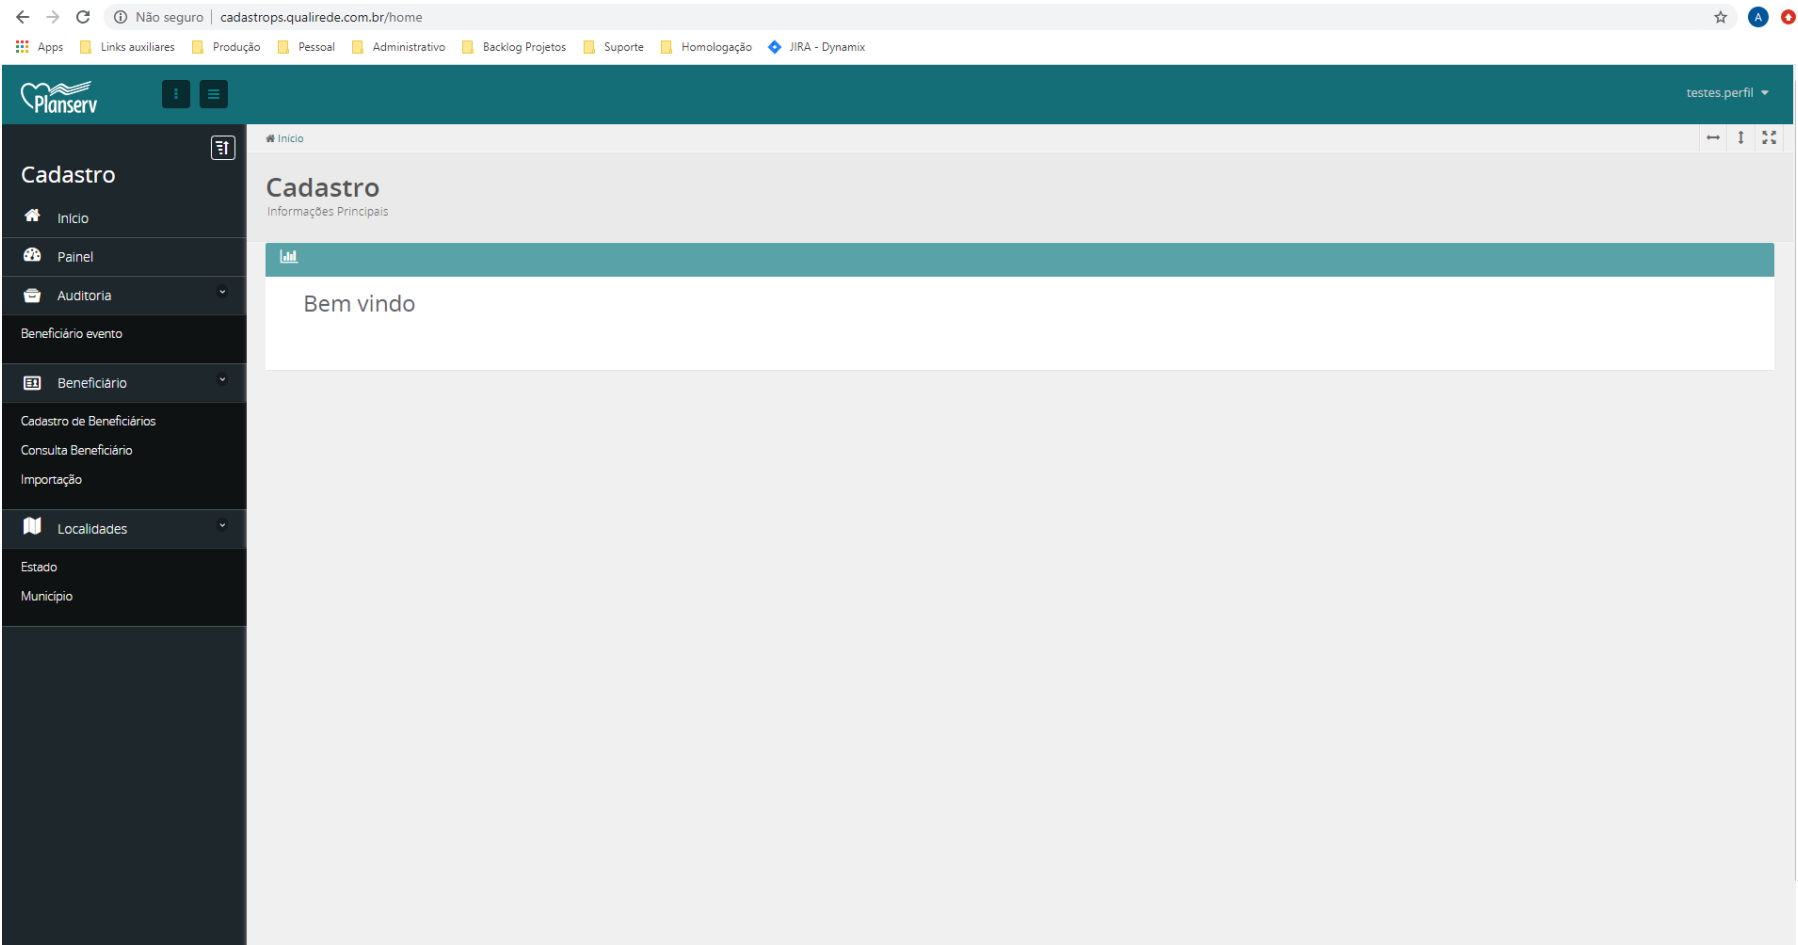 Não seguro | cadastrops.qualirede.com.br/home
A
Apps Links auxiliares Produção Pessoal Administrativo Backlog Projetos Suporte Homologação JIRA - Dynamix
Planserv
testes.perfil
Inicio
Cadastro
Início
Painel
Auditoria
Beneficiário evento
Beneficiário
Cadastro de Beneficiários
Consulta Beneficiário
Importação
Localidades
Estado
Município
Cadastro
Informações Principais
Bem vindo